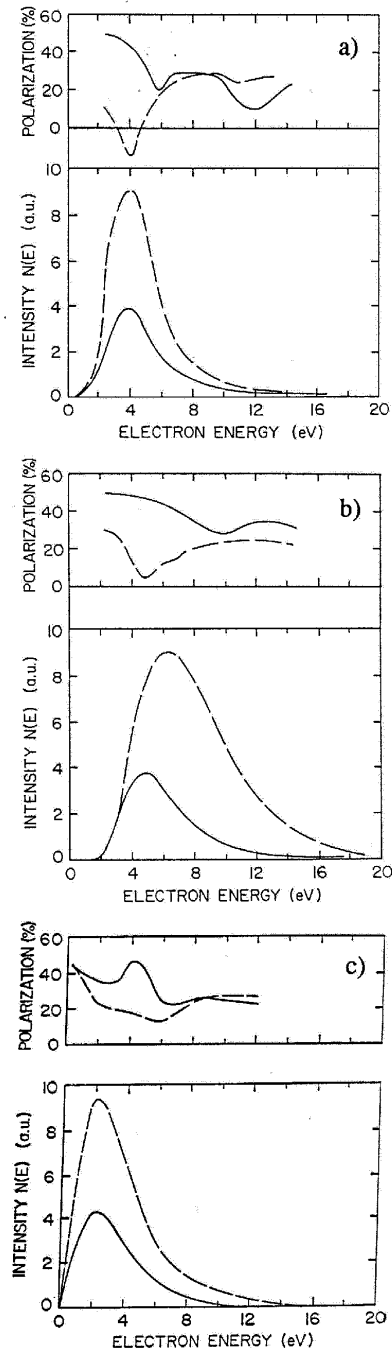 a)
POLARIZATION(%)
60
40
20
0
INTENSITY N(E) (a.u.)
10
8
6
4
2
0
0 4 8 12 16 20
ELECTRON ENERGY (eV)
b)
POLARIZATION(%)
60
40
20
0
INTENSITY N(E) (a.u.)
10
8
6
4
2
0
0 4 8 12 16 20
ELECTRON ENERGY (eV)
c)
POLARIZATION(%)
60
40
20
0
INTENSITY N(E) (a.u.)
10
8
6
4
2
0
0 4 8 12 16 20
ELECTRON ENERGY (eV)